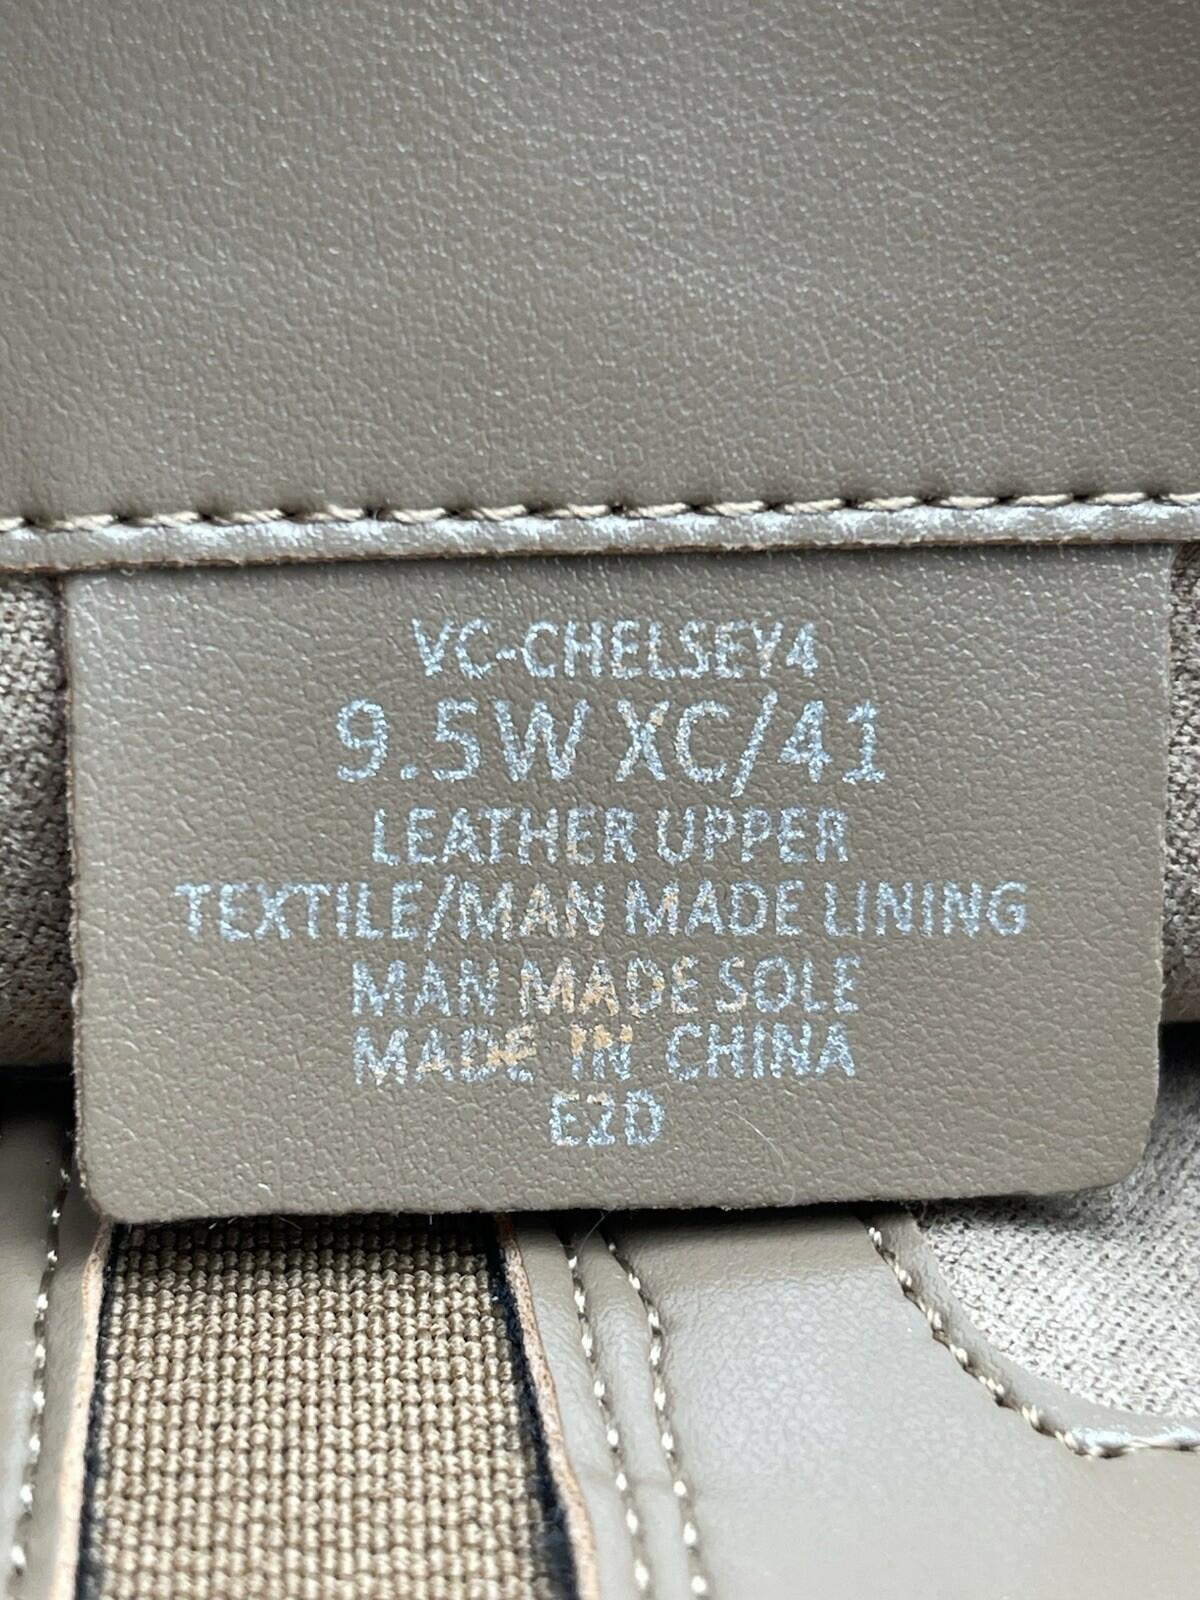 VC-CHELSEY4
9.5W XC/41
LEATHER UPPER
TEXTILE/MAN MADE LINING
MAN MADE SOLE
MADE IN CHINA
E2D